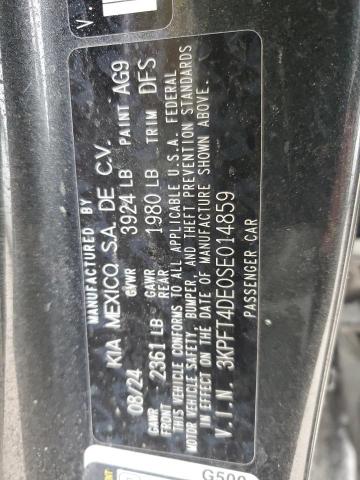 MANUFACTURED BY
KIA MEXICO, S.A. DE C.V.
08/24 GVWR 3924 LB PAINT AG9
GAWR FRONT 2361 LB GAWR REAR 1980 LB TRIM DFS
THIS VEHICLE CONFORMS TO ALL APPLICABLE U.S.A. FEDERAL
MOTOR VEHICLE SAFETY, BUMPER, AND THEFT PREVENTION STANDARDS
IN EFFECT ON THE DATE OF MANUFACTURE SHOWN ABOVE.
V.I.N. 3KPFT4DE0SE014859
PASSENGER CAR
V
G500